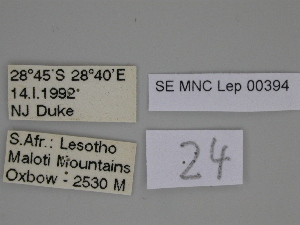 28°45'S 28°40'E
14.I.1992
NJ Duke
SE MNC Lep 00394
S.Afr.: Lesotho
Maloti Mountains
Oxbow - 2530 M
24